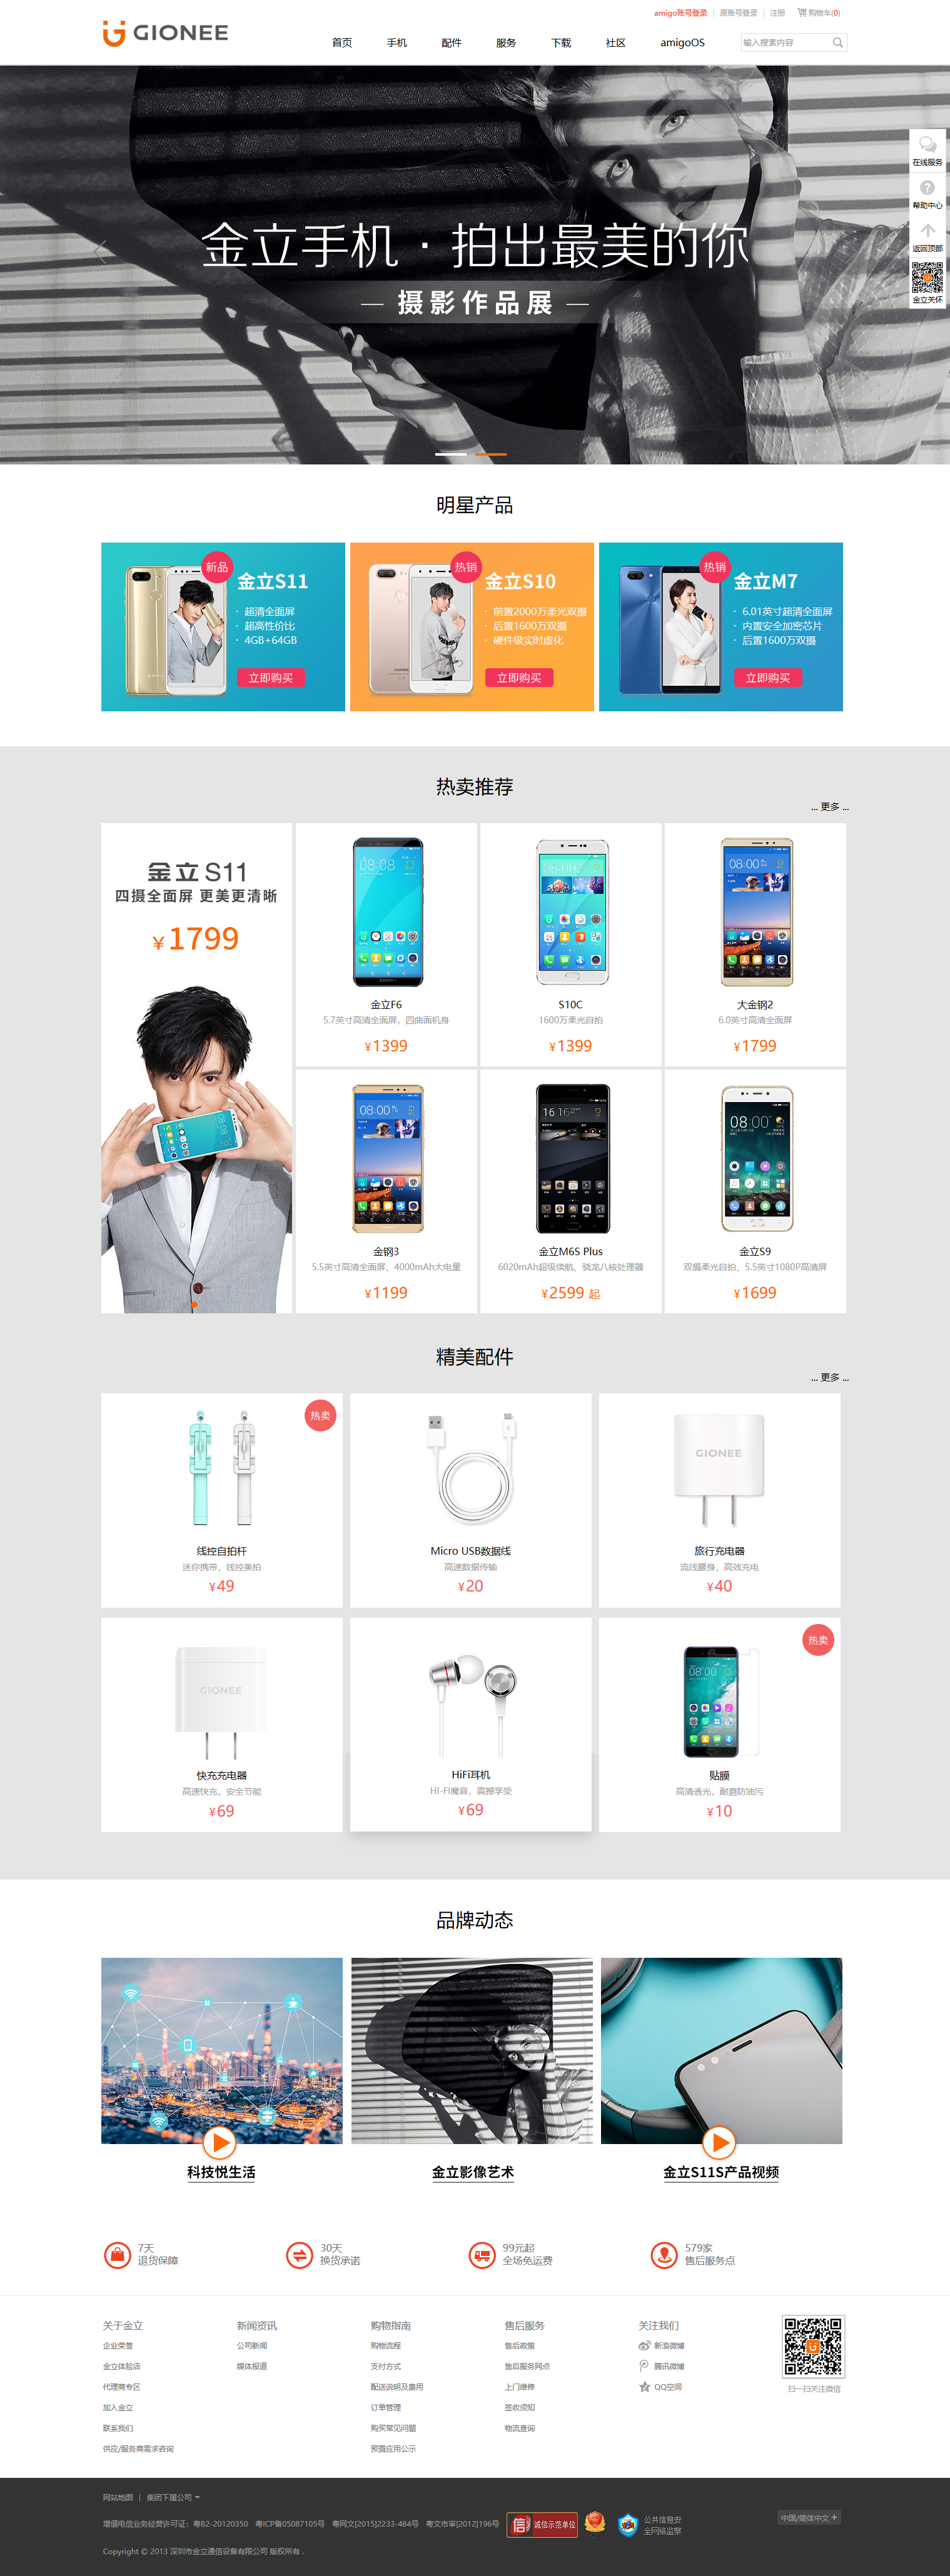 amigo账号登录 | 原账号登录 | 注册 购物车(0)
GIONEE
首页 手机 配件 服务 下载 社区 amigoOS
输入搜索内容
在线服务
帮助中心
返回顶部
金立关怀
金立手机·拍出最美的你
— 摄影作品展 —
明星产品
新品
金立S11
· 超清全面屏
· 超高性价比
· 4GB+64GB
立即购买
热销
金立S10
· 前置2000万柔光双摄
· 后置1600万双摄
· 硬件级实时虚化
立即购买
热销
金立M7
· 6.01英寸超清全面屏
· 内置安全加密芯片
· 后置1600万双摄
立即购买
热卖推荐
... 更多 ...
金立 S11
四摄全面屏 更美更清晰
¥1799
金立F6
5.7英寸高清全面屏，四曲面机身
¥1399
S10C
1600万柔光自拍
¥1399
大金钢2
6.0英寸高清全面屏
¥1799
金钢3
5.5英寸高清全面屏、4000mAh大电量
¥1199
金立M6S Plus
6020mAh超级续航、骁龙八核处理器
¥2599 起
金立S9
双摄柔光自拍、5.5英寸1080P高清屏
¥1699
精美配件
... 更多 ...
热卖
线控自拍杆
迷你携带，线控美拍
¥49
Micro USB数据线
高速数据传输
¥20
GIONEE
旅行充电器
流线腰身，高效充电
¥40
GIONEE
快充充电器
高速快充，安全节能
¥69
HiFi耳机
HI-FI魔音，震撼享受
¥69
热卖
贴膜
高清透光，耐磨防油污
¥10
品牌动态
科技悦生活
金立影像艺术
金立S11S产品视频
7天
退货保障
30天
换货承诺
99元起
全场免运费
579家
售后服务点
关于金立
企业荣誉
金立体验店
代理商专区
加入金立
联系我们
供应/服务商需求咨询
新闻资讯
公司新闻
媒体报道
购物指南
购物流程
支付方式
配送说明及费用
订单管理
购买常见问题
预置应用公示
售后服务
售后政策
售后服务网点
上门维修
签收须知
物流查询
关注我们
新浪微博
腾讯微博
QQ空间
扫一扫关注微信
网站地图 | 集团下属公司
增值电信业务经营许可证：粤B2-20120350 粤ICP备05087105号 粤网文[2015]2233-484号 粤文市审[2012]196号
信 诚信示范单位
公共信息安
全网络监察
中国/简体中文 +
Copyright © 2013 深圳市金立通信设备有限公司 版权所有 .